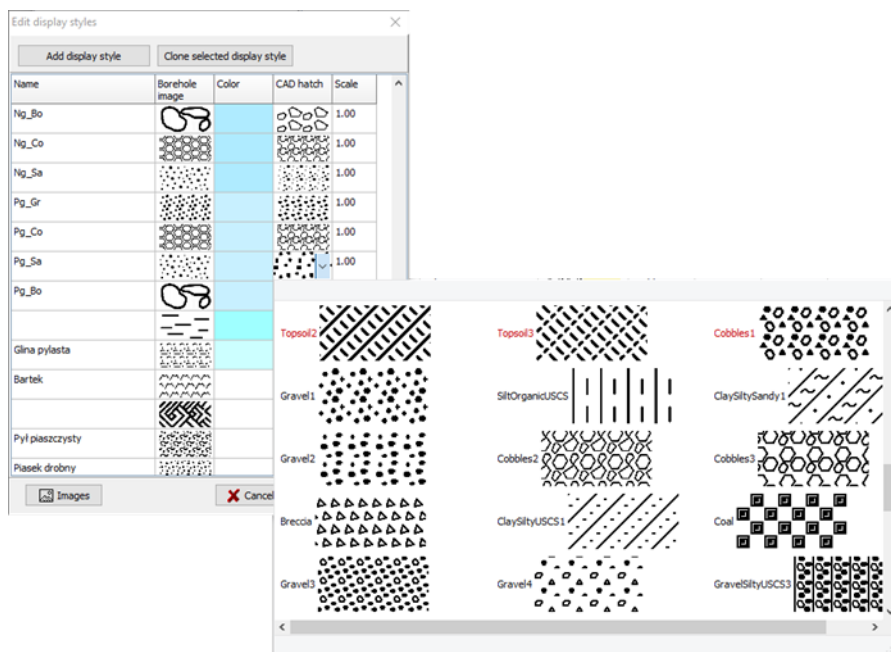 Edit display styles
Add display style
Clone selected display style
Name
Borehole image
Color
CAD hatch
Scale
Ng_Bo
1.00
Ng_Co
1.00
Ng_Sa
1.00
Pg_Gr
1.00
Pg_Co
1.00
Pg_Sa
1.00
Pg_Bo
Glina pylasta
Bartek
Pył piaszczysty
Piasek drobny
Images
Cancel
Topsoil2
Topsoil3
Cobbles1
Gravel1
SiltOrganicUSCS
ClaySiltySandy1
Gravel2
Cobbles2
Cobbles3
Breccia
ClaySiltyUSCS1
Coal
Gravel3
Gravel4
GravelSiltyUSCS3